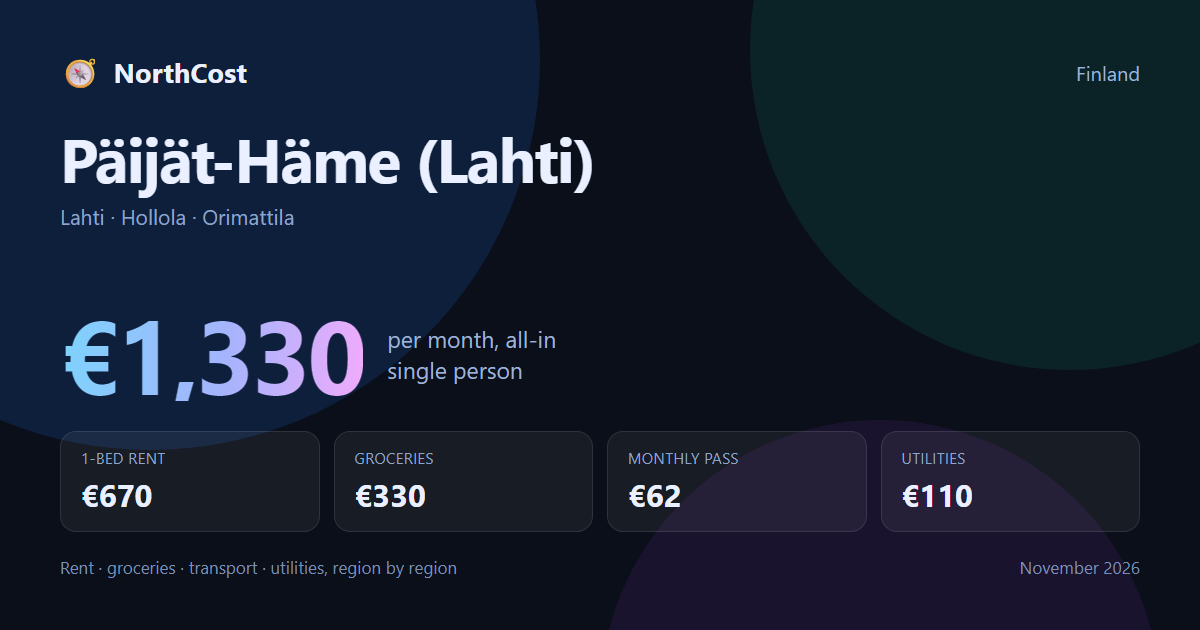 NorthCost
Finland
Päijät-Häme (Lahti)
Lahti · Hollola · Orimattila
€1,330
per month, all-in
single person
1-BED RENT
€670
GROCERIES
€330
MONTHLY PASS
€62
UTILITIES
€110
Rent · groceries · transport · utilities, region by region
November 2026